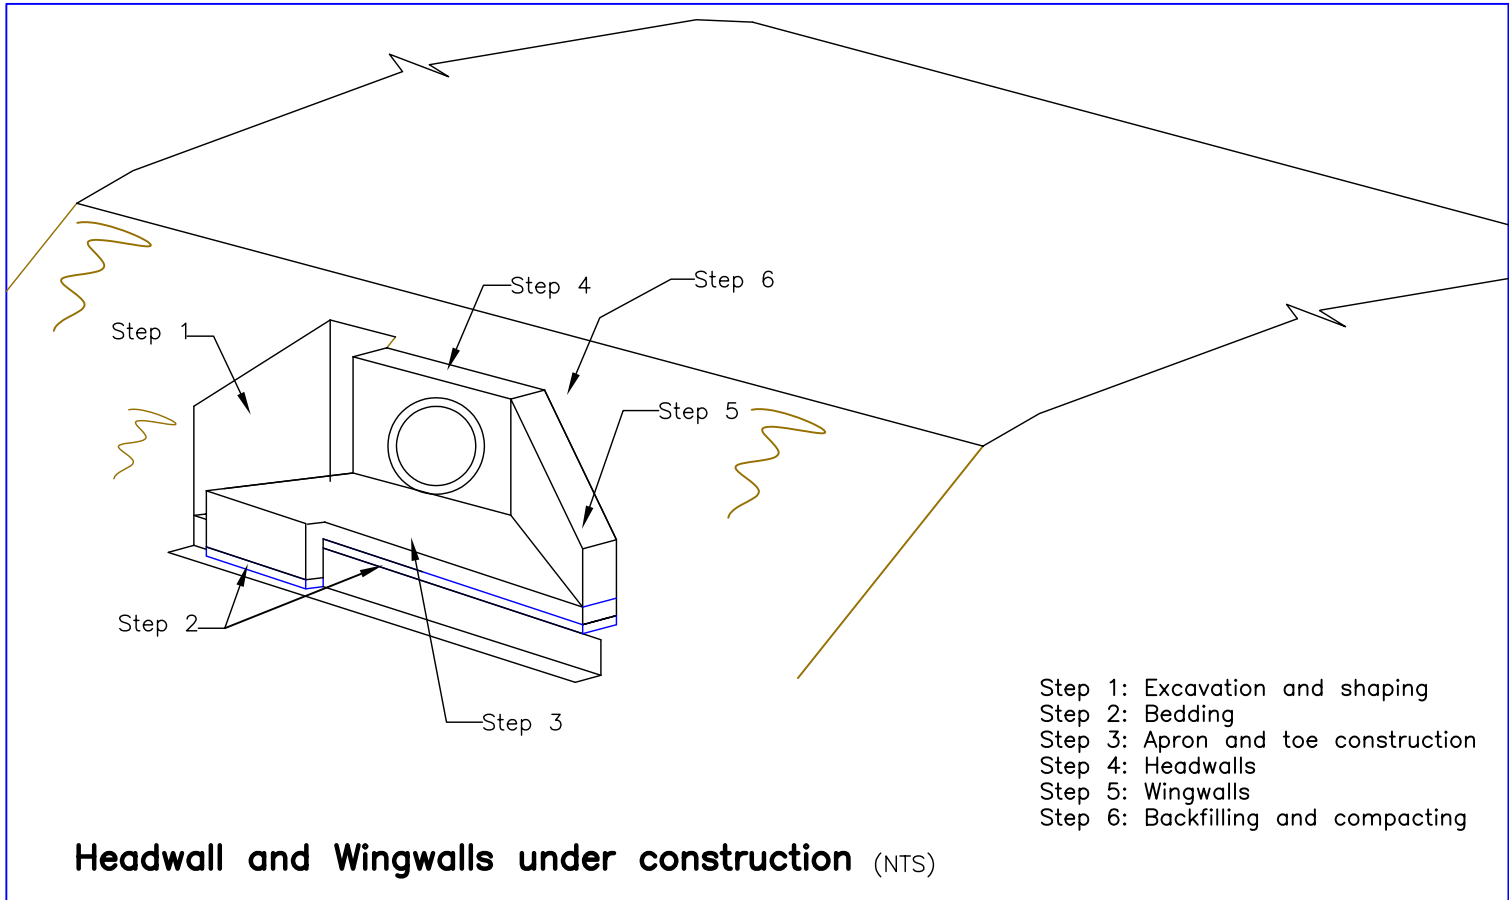 Step 4
Step 6
Step 1
Step 5
Step 2
Step 3
Step 1: Excavation and shaping
Step 2: Bedding
Step 3: Apron and toe construction
Step 4: Headwalls
Step 5: Wingwalls
Step 6: Backfilling and compacting
Headwall and Wingwalls under construction (NTS)